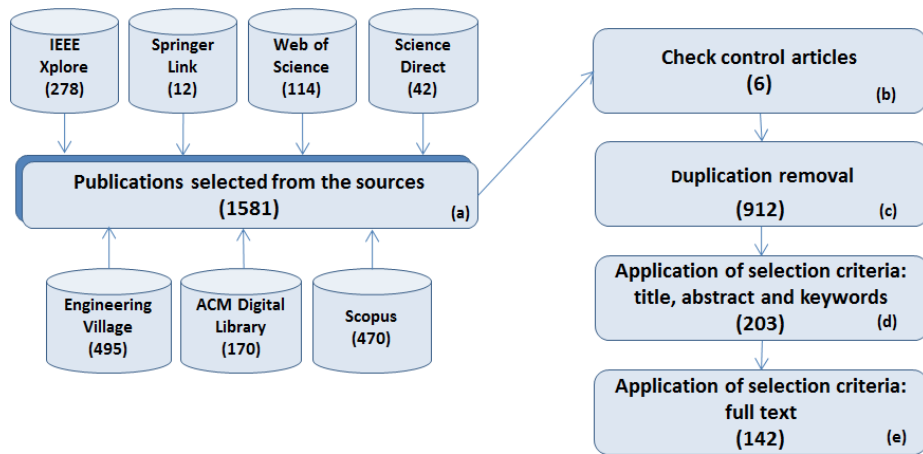 IEEE
Xplore
(278)
Springer
Link
(12)
Web of
Science
(114)
Science
Direct
(42)
Publications selected from the sources
(1581)
(a)
Engineering
Village
(495)
ACM Digital
Library
(170)
Scopus
(470)
Check control articles
(6)
(b)
Duplication removal
(912)
(c)
Application of selection criteria:
title, abstract and keywords
(203)
(d)
Application of selection criteria:
full text
(142)
(e)